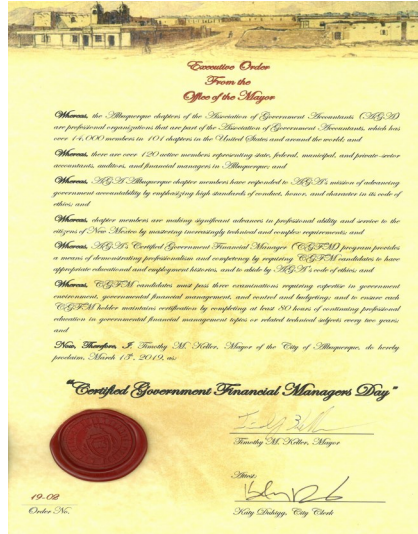 Executive Order
From the
Office of the Mayor
Whereas, the Albuquerque chapters of the Association of Government Accountants (AGA)
are professional organizations that are part of the Association of Government Accountants, which has
over 14,000 members in 101 chapters in the United States and around the world; and
Whereas, there are over 120 active members representing state, federal, municipal, and private-sector
accountants, auditors, and financial managers in Albuquerque; and
Whereas, AGA Albuquerque chapter members have responded to AGA's mission of advancing
government accountability by emphasizing high standards of conduct, honor, and character in its code of
ethics; and
Whereas, chapter members are making significant advances in professional ability and service to the
citizens of New Mexico by mastering increasingly technical and complex requirements; and
Whereas, AGA's Certified Government Financial Manager (CGFM) program provides
a means of demonstrating professionalism and competency by requiring CGFM candidates to have
appropriate educational and employment histories, and to abide by AGA's code of ethics; and
Whereas, CGFM candidates must pass three examinations requiring expertise in government
environment, governmental financial management, and control and budgeting; and to ensure each
CGFM holder maintains certification by completing at least 80 hours of continuing professional
education in governmental financial management topics or related technical subjects every two years;
and
Now, Therefore, I, Timothy M. Keller, Mayor of the City of Albuquerque, do hereby
proclaim, March 15th, 2019, as:
"Certified Government Financial Managers Day"
Timothy M. Keller, Mayor
Attest:
19-02
Order No.
Katy Duhigg, City Clerk